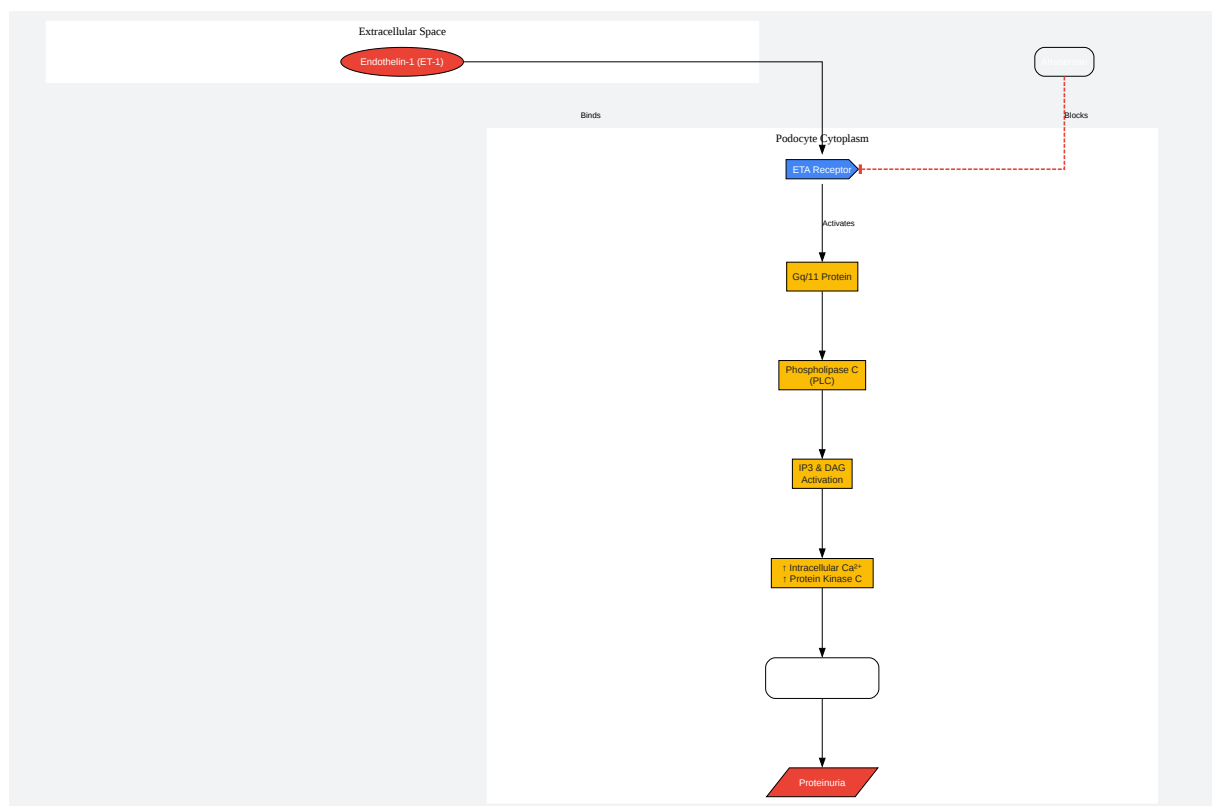 Extracellular Space
Endothelin-1 (ET-1)
Binds
Blocks
Podocyte Cytoplasm
ETA Receptor
Activates
Gq/11 Protein
Phospholipase C
(PLC)
IP3 & DAG
Activation
↑ Intracellular Ca²⁺
↑ Protein Kinase C
Proteinuria